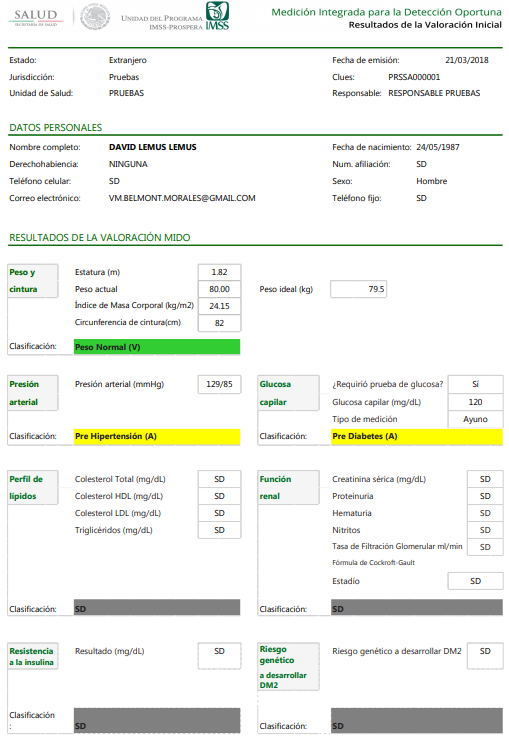 SALUD
SECRETARÍA DE SALUD
UNIDAD DEL PROGRAMA
IMSS-PROSPERA
IMSS
Medición Integrada para la Detección Oportuna
Resultados de la Valoración Inicial
Estado: Extranjero Fecha de emisión: 21/03/2018
Jurisdicción: Pruebas Clues: PRSSA000001
Unidad de Salud: PRUEBAS Responsable: RESPONSABLE PRUEBAS
DATOS PERSONALES
Nombre completo: DAVID LEMUS LEMUS Fecha de nacimiento: 24/05/1987
Derechohabiencia: NINGUNA Num. afiliación: SD
Teléfono celular: SD Sexo: Hombre
Correo electrónico: VM.BELMONT.MORALES@GMAIL.COM Teléfono fijo: SD
RESULTADOS DE LA VALORACIÓN MIDO
Peso y cintura
Estatura (m) 1.82
Peso actual 80.00 Peso ideal (kg) 79.5
Índice de Masa Corporal (kg/m2) 24.15
Circunferencia de cintura(cm) 82
Clasificación: Peso Normal (V)
Presión arterial
Presión arterial (mmHg) 129/85
Clasificación: Pre Hipertensión (A)
Glucosa capilar
¿Requirió prueba de glucosa? Sí
Glucosa capilar (mg/dL) 120
Tipo de medición Ayuno
Clasificación: Pre Diabetes (A)
Perfil de lípidos
Colesterol Total (mg/dL) SD
Colesterol HDL (mg/dL) SD
Colesterol LDL (mg/dL) SD
Triglicéridos (mg/dL) SD
Clasificación: SD
Función renal
Creatinina sérica (mg/dL) SD
Proteinuria SD
Hematuria SD
Nitritos SD
Tasa de Filtración Glomerular ml/min SD
Fórmula de Cockroft-Gault
Estadío SD
Clasificación: SD
Resistencia a la insulina
Resultado (mg/dL) SD
Clasificación : SD
Riesgo genético a desarrollar DM2
Riesgo genético a desarrollar DM2 SD
Clasificación: SD